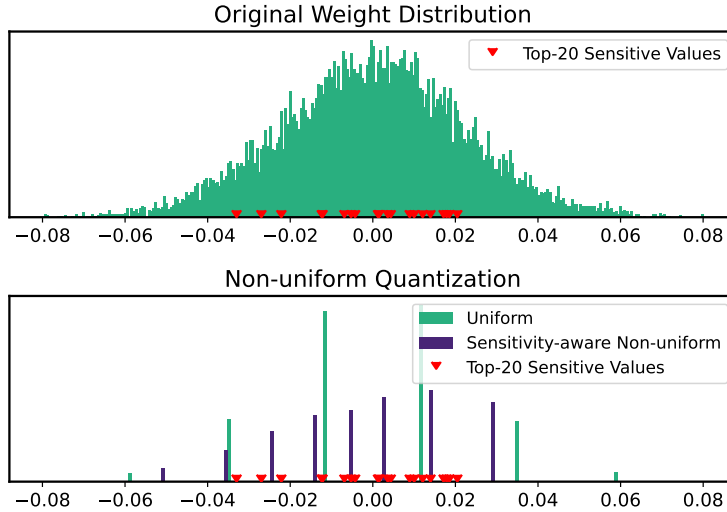 Original Weight Distribution
Top-20 Sensitive Values
−0.08 −0.06 −0.04 −0.02 0.00 0.02 0.04 0.06 0.08
Non-uniform Quantization
Uniform
Sensitivity-aware Non-uniform
Top-20 Sensitive Values
−0.08 −0.06 −0.04 −0.02 0.00 0.02 0.04 0.06 0.08